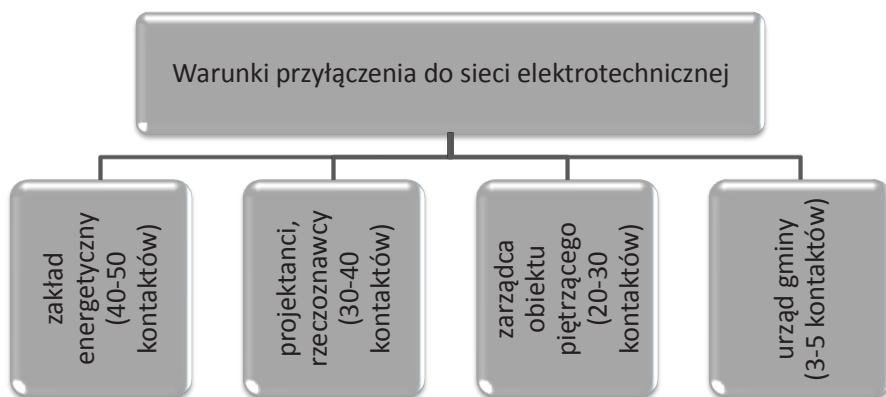 Warunki przyłączenia do sieci elektrotechnicznej
zakład
energetyczny
(40-50
kontaktów)
projektanci,
rzeczoznawcy
(30-40
kontaktów)
zarządca
obiektu
piętrzącego
(20-30
kontaktów)
urząd gminy
(3-5 kontaktów)